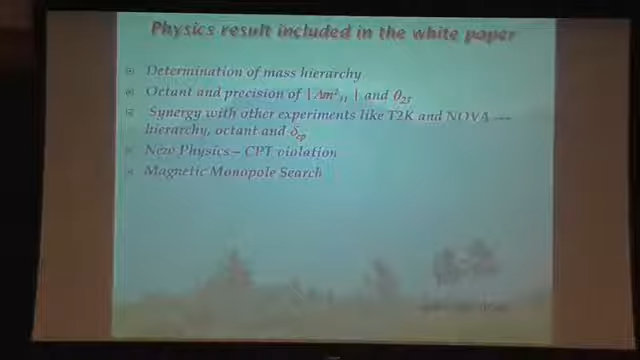 Physics result included in the white paper
Determination of mass hierarchy
Octant and precision of |Δm²₃₁ | and θ₂₃
Synergy with other experiments like T2K and NOVA ---
hierarchy, octant and δcp
New Physics – CPT violation
Magnetic Monopole Search